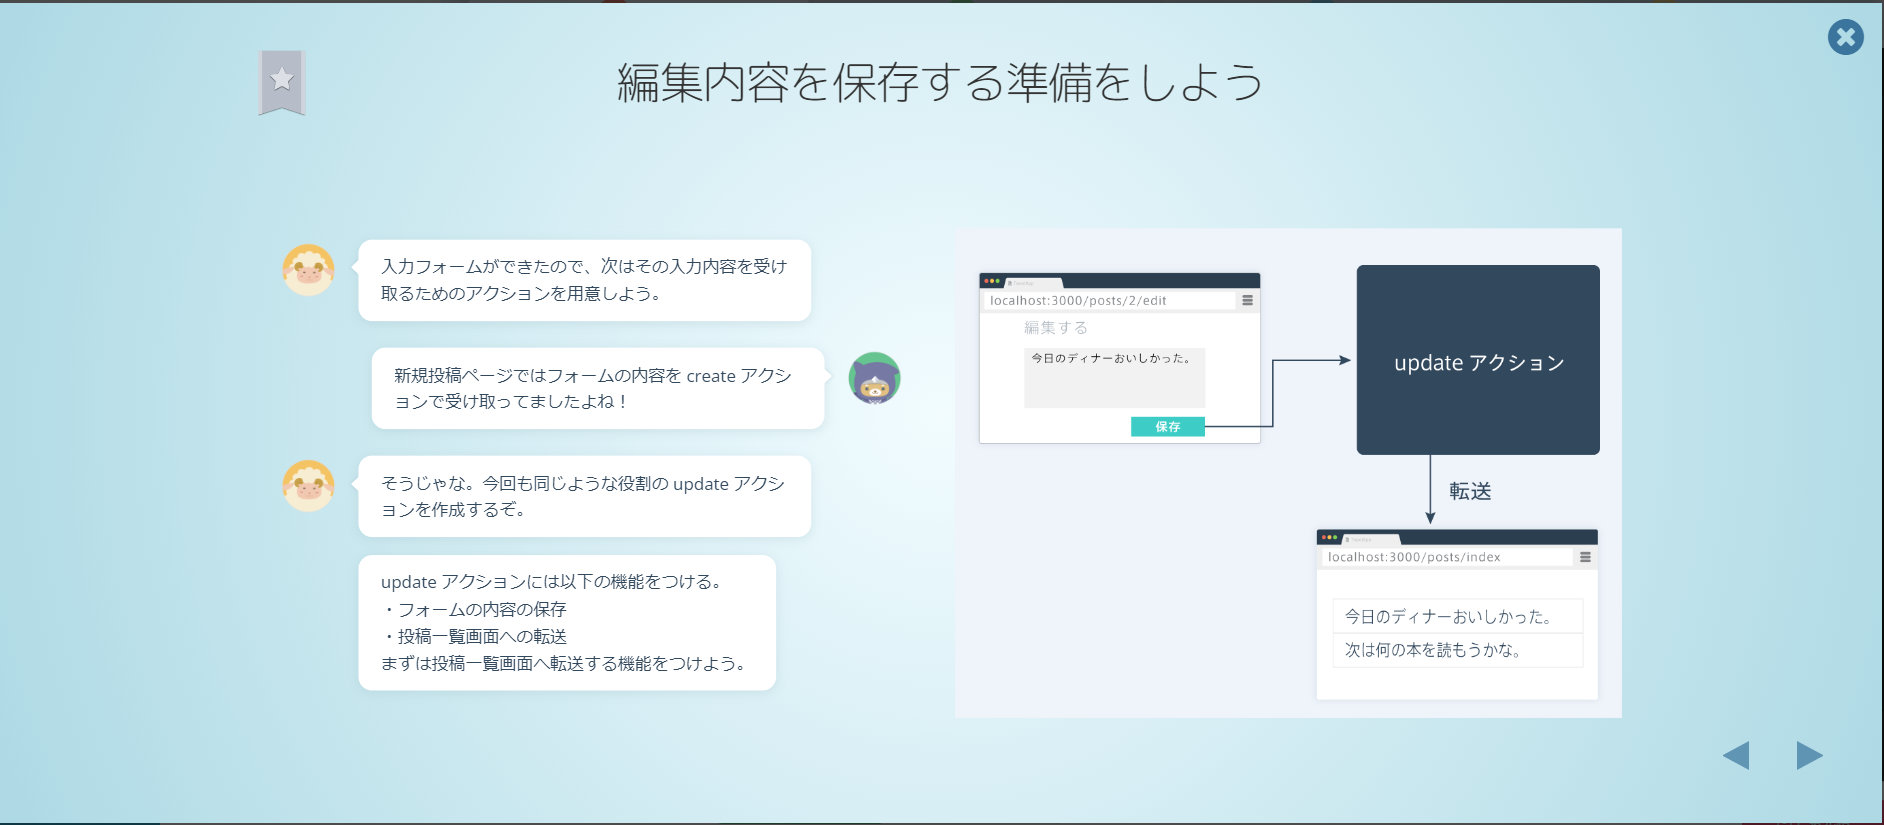 編集内容を保存する準備をしよう
入力フォームができたので、次はその入力内容を受け
取るためのアクションを用意しよう。
新規投稿ページではフォームの内容を create アクシ
ョンで受け取ってましたよね！
そうじゃな。今回も同じような役割の update アクシ
ョンを作成するぞ。
update アクションには以下の機能をつける。
・フォームの内容の保存
・投稿一覧画面への転送
まずは投稿一覧画面へ転送する機能をつけよう。
localhost:3000/posts/2/edit
編集する
今日のディナーおいしかった。
保存
update アクション
転送
localhost:3000/posts/index
今日のディナーおいしかった。
次は何の本を読もうかな。